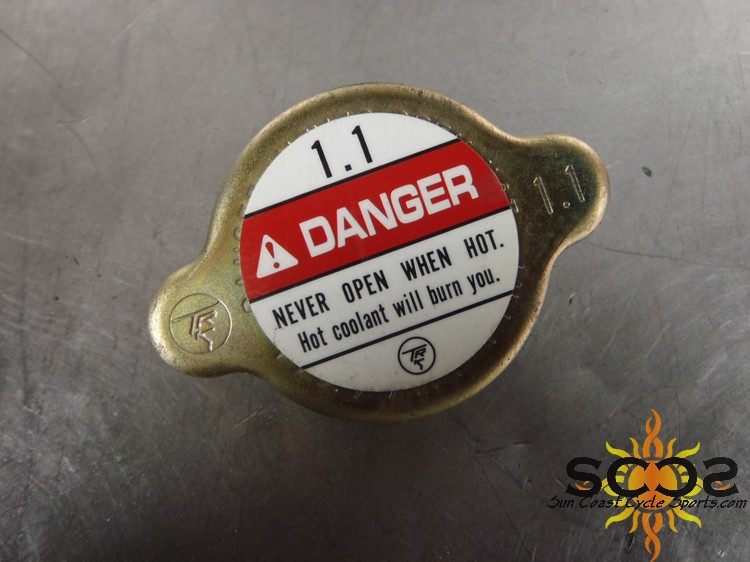 1.1
DANGER
NEVER OPEN WHEN HOT.
Hot coolant will burn you.
1.1
Sun Coast Cycle Sports.com